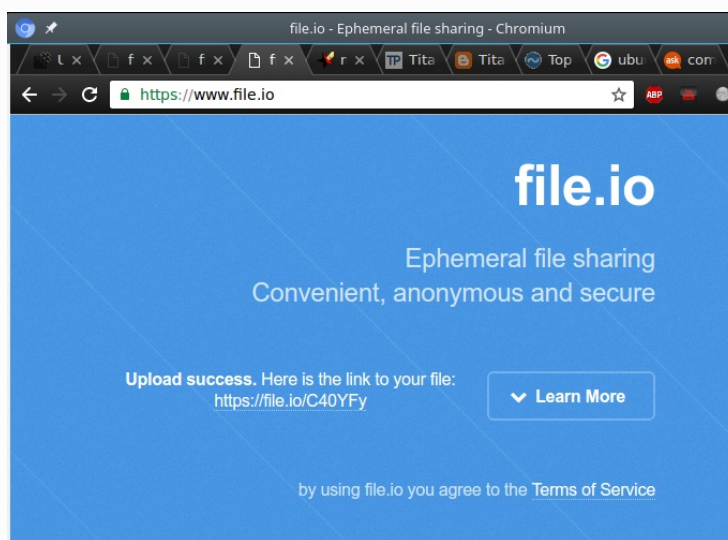 file.io - Ephemeral file sharing - Chromium
f f f r Tita Tita Top ubu com
https://www.file.io
ABP
file.io
Ephemeral file sharing
Convenient, anonymous and secure
Upload success. Here is the link to your file:
https://file.io/C40YFy
Learn More
by using file.io you agree to the Terms of Service